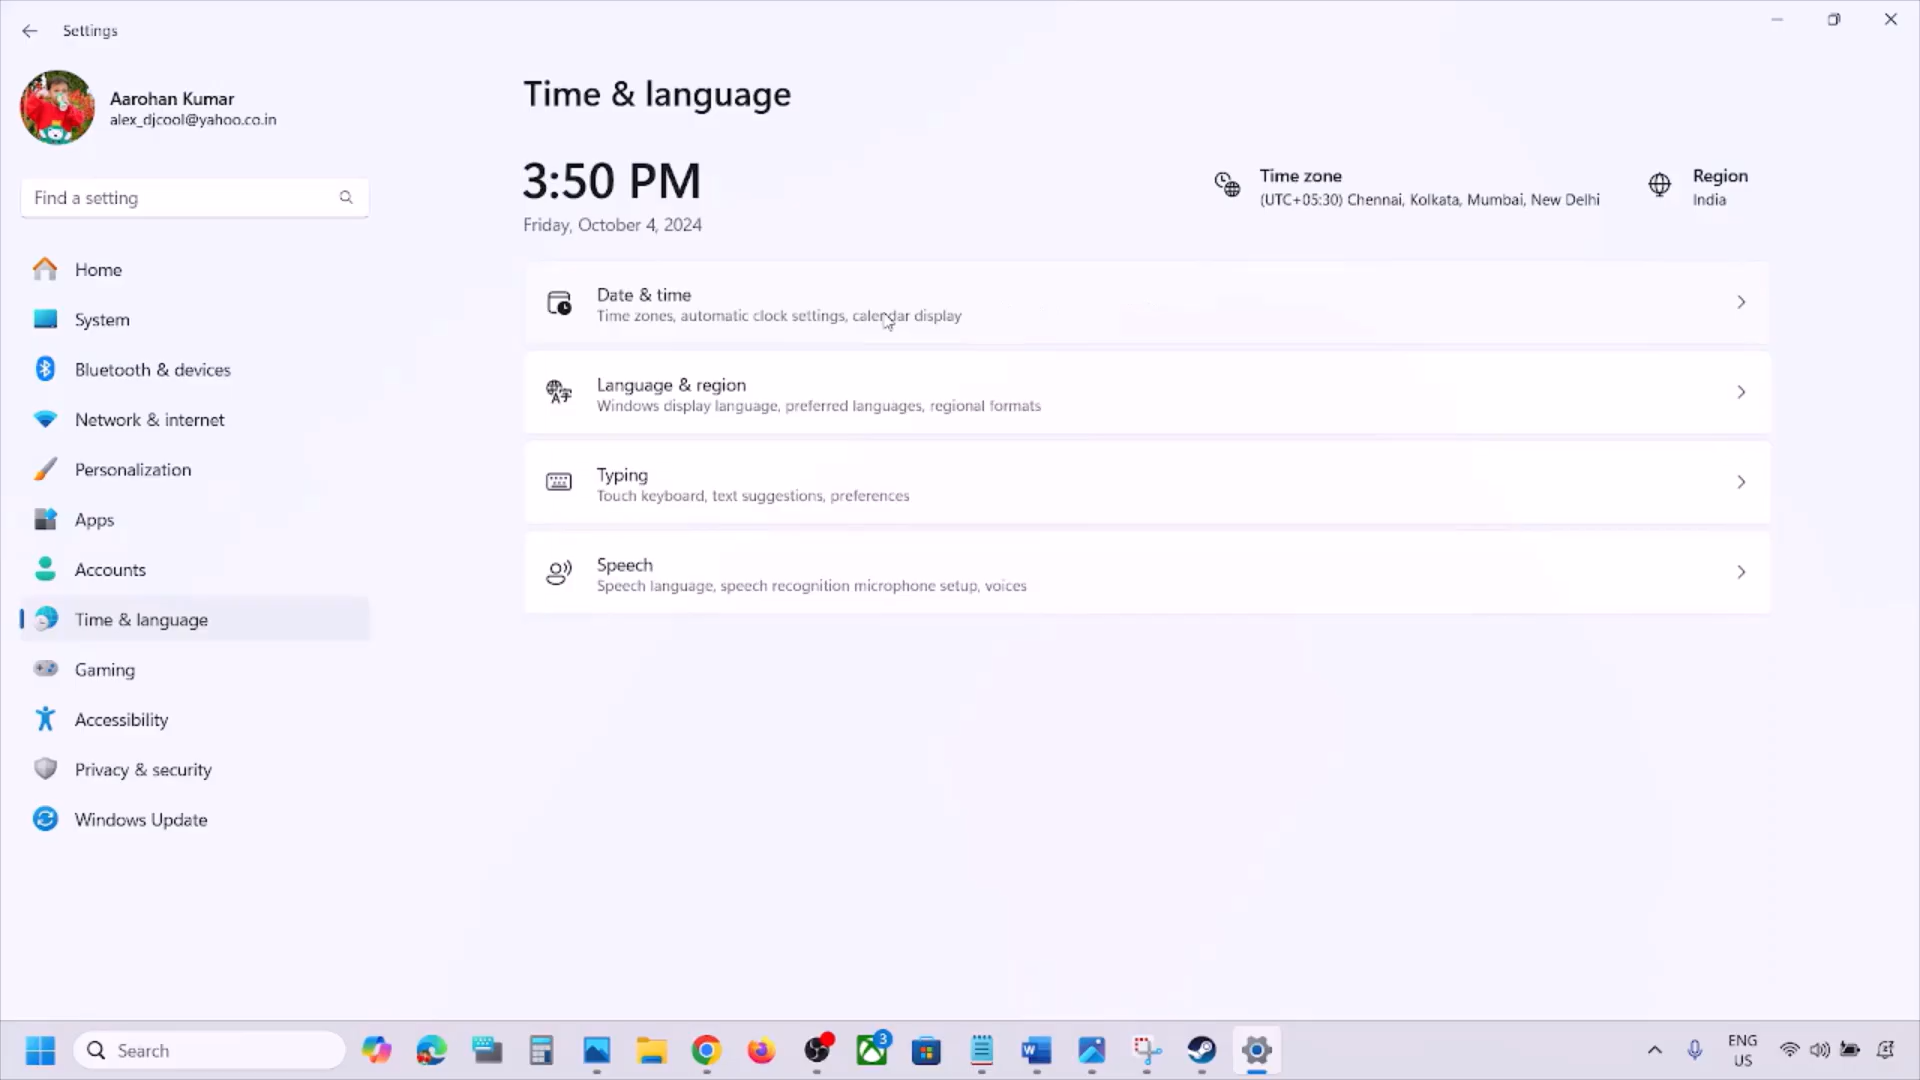 Settings
Aarohan Kumar
alex_djcool@yahoo.co.in
Find a setting
Home
System
Bluetooth & devices
Network & internet
Personalization
Apps
Accounts
Time & language
Gaming
Accessibility
Privacy & security
Windows Update
Time & language
3:50 PM
Friday, October 4, 2024
Time zone
(UTC+05:30) Chennai, Kolkata, Mumbai, New Delhi
Region
India
Date & time
Time zones, automatic clock settings, calendar display
Language & region
Windows display language, preferred languages, regional formats
Typing
Touch keyboard, text suggestions, preferences
Speech
Speech language, speech recognition microphone setup, voices
Search
3
ENG
US